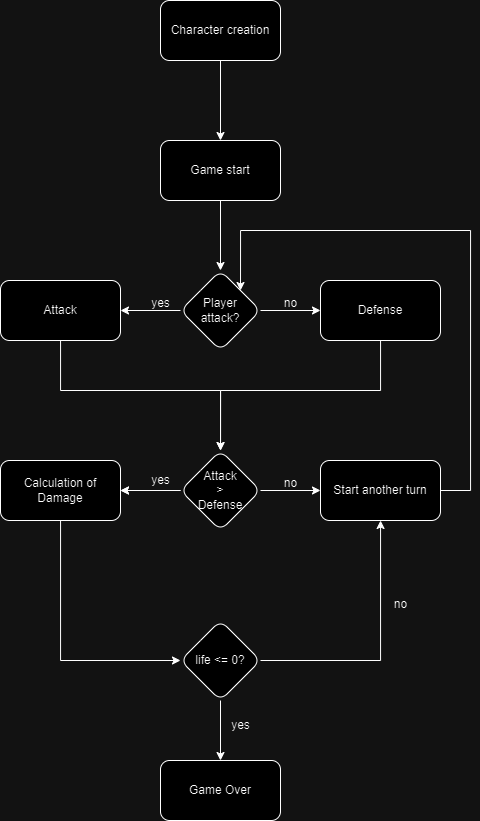 Character creation
Game start
Player
attack?
yes
no
Attack
Defense
Attack
>
Defense
yes
no
Calculation of
Damage
Start another turn
no
life <= 0?
yes
Game Over